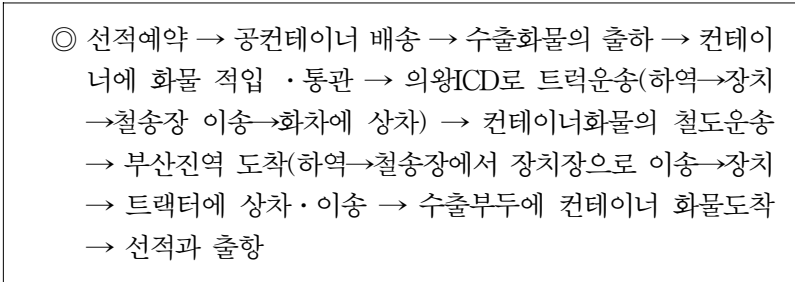 ◎ 선적예약 → 공컨테이너 배송 → 수출화물의 출하 → 컨테이
너에 화물 적입 ・통관 → 의왕ICD로 트럭운송(하역→장치
→철송장 이송→화차에 상차) → 컨테이너화물의 철도운송
→ 부산진역 도착(하역→철송장에서 장치장으로 이송→장치
→ 트랙터에 상차・이송 → 수출부두에 컨테이너 화물도착
→ 선적과 출항